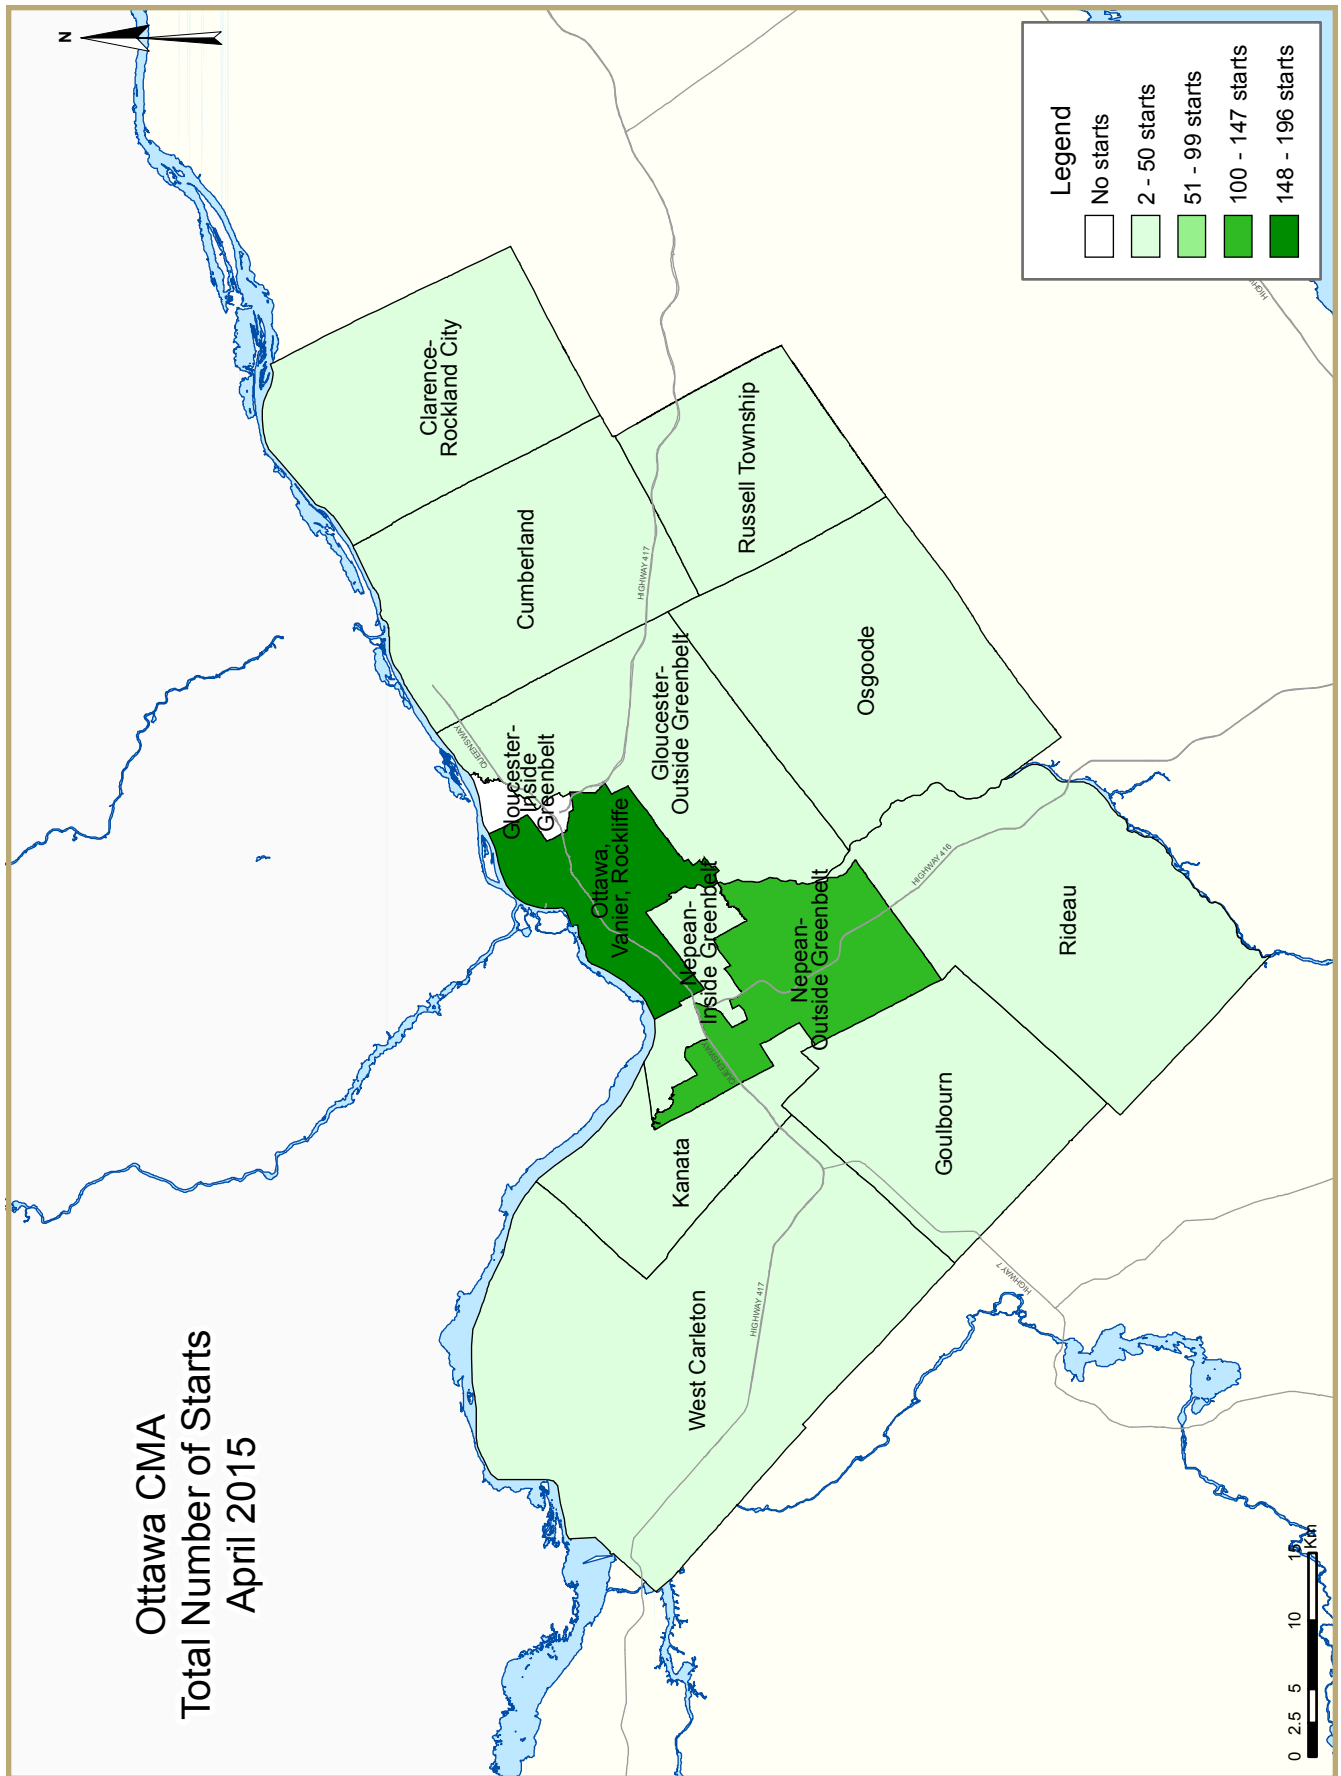 Ottawa CMA
Total Number of Starts
April 2015
N
Clarence-
Rockland City
Cumberland
Russell Township
HIGHWAY 417
QUEENSWAY
Gloucester-
Inside
Greenbelt
Gloucester-
Outside Greenbelt
Osgoode
Ottawa,
Vanier, Rockliffe
Nepean-
Inside Greenbelt
Nepean-
Outside Greenbelt
HIGHWAY 416
Rideau
QUEENSWAY
Kanata
Goulbourn
West Carleton
HIGHWAY 417
HIGHWAY 7
Legend
No starts
2 - 50 starts
51 - 99 starts
100 - 147 starts
148 - 196 starts
0 2.5 5 10 15
Km